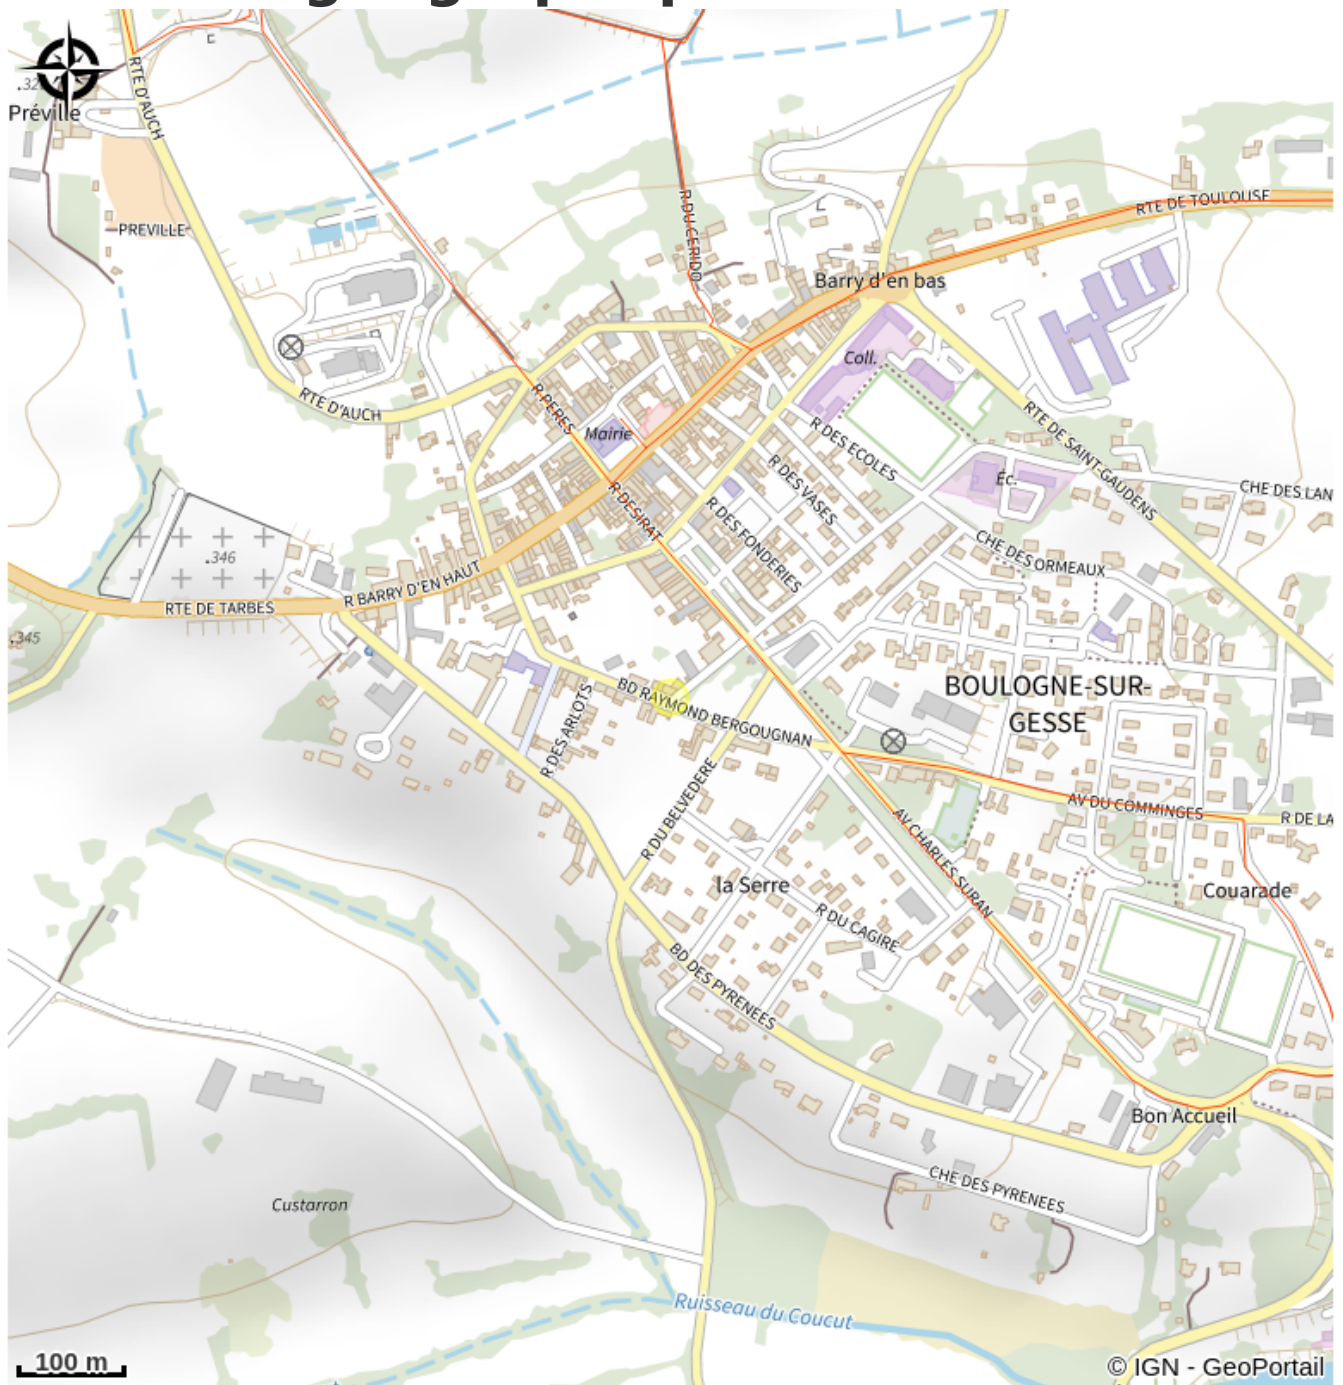 RTE D'AUCH
Préville
PREVILLE
R DU CERIDO
RTE DE TOULOUSE
Barry d'en bas
Coll.
RTE D'AUCH
R PERES
Mairie
R DES ECOLES
RTE DE SAINT-GAUDENS
R DES VASES
Éc.
CHE DES LAN
R DESIRAT
R DES FONDERIES
CHE DES ORMEAUX
.346
R BARRY D'EN HAUT
RTE DE TARBES
.345
BOULOGNE-SUR-
GESSE
BD RAYMOND BERGOUGNAN
R DES ARLOTS
R DU BELVEDERE
AV DU COMMINGES
R DE LA
AV CHARLES SURAN
la Serre
Couarade
R DU CAGIRE
BD DES PYRENEES
Bon Accueil
CHE DES PYRENEES
Custarron
Ruisseau du Coucut
100 m
© IGN - GeoPortail